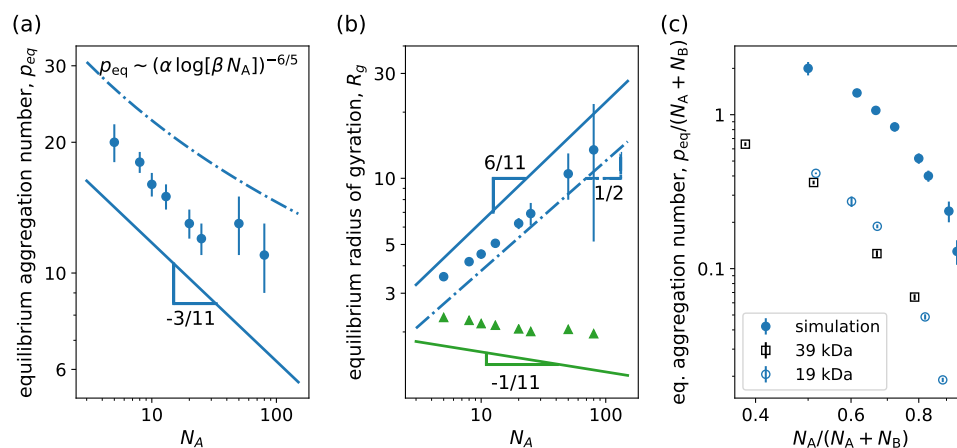 (a)
equilibrium aggregation number, p_eq
30
20
10
6
p_eq ∼ (α log[β N_A])^{-6/5}
-3/11
10
100
N_A
(b)
equilibrium radius of gyration, R_g
20
10
5
3
6/11
1/2
-1/11
10
100
N_A
(c)
eq. aggregation number, p_eq/(N_A + N_B)
1
0.1
simulation
39 kDa
19 kDa
0.4
0.6
0.8
N_A/(N_A + N_B)